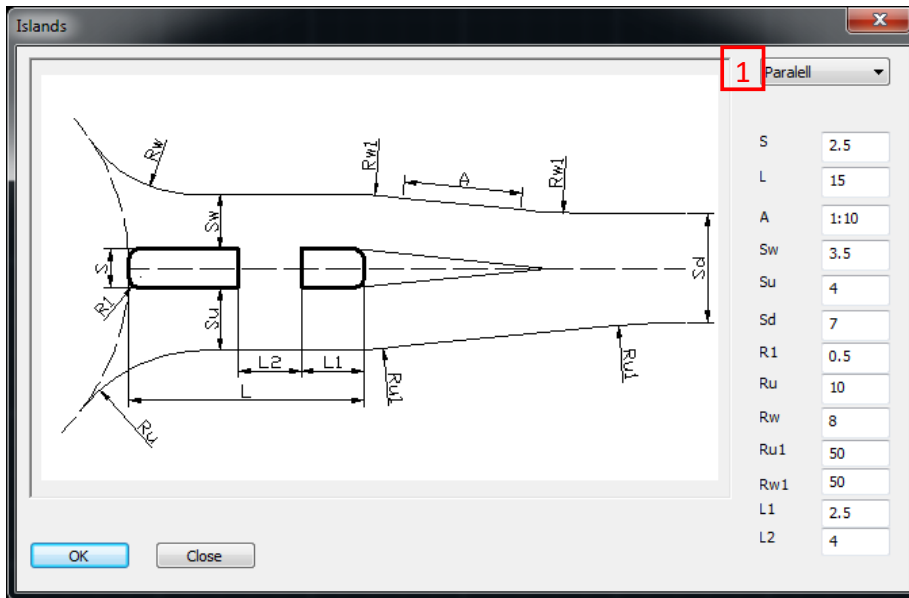 Islands
1
Paralell
Rw
Rw1
A
Rw1
Sw
S
Sd
R1
Su
L2
L1
L
Ru1
Ru1
Ru
S 2.5
L 15
A 1:10
Sw 3.5
Su 4
Sd 7
R1 0.5
Ru 10
Rw 8
Ru1 50
Rw1 50
L1 2.5
L2 4
OK
Close